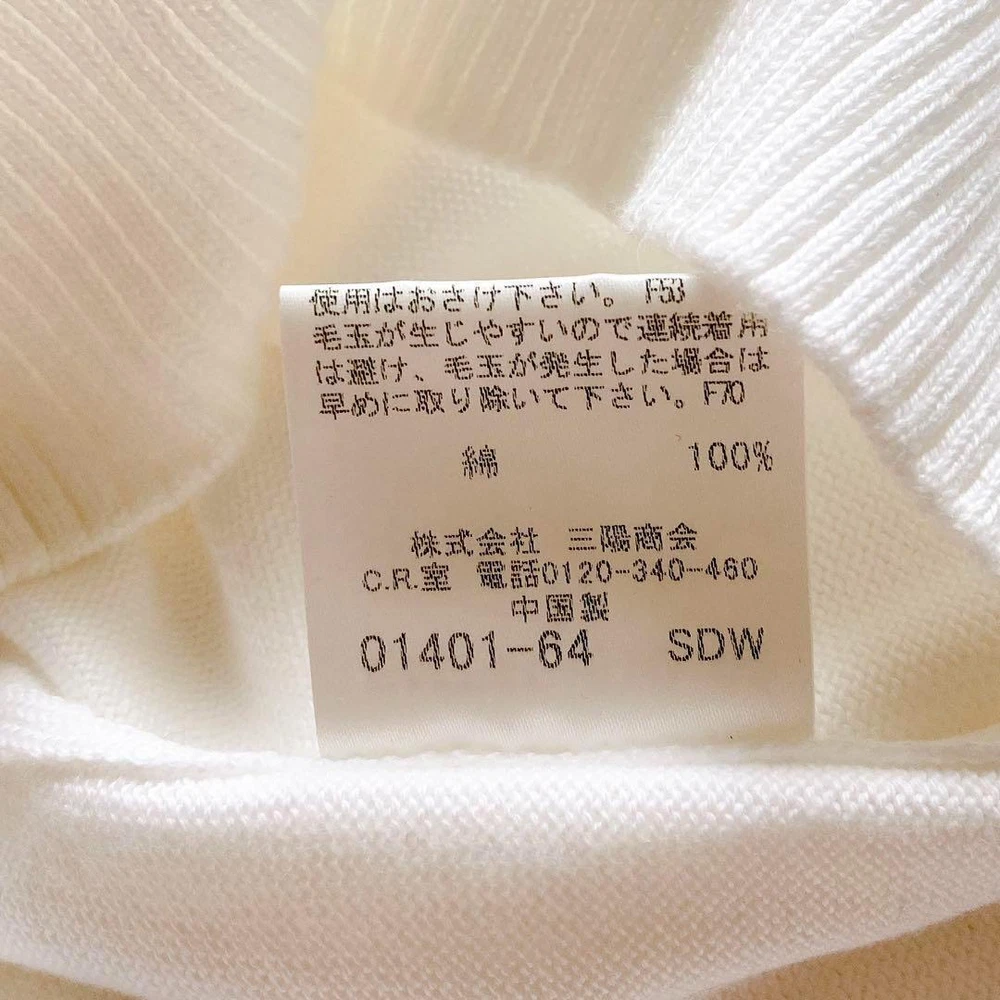 使用はおさけ下さい。 F53
毛玉が生じやすいので連続着用
は避け、毛玉が発生した場合は
早めに取り除いて下さい。F70
綿 100%
株式会社 三陽商会
C.R.室 電話0120-340-460
中国製
01401-64 SDW